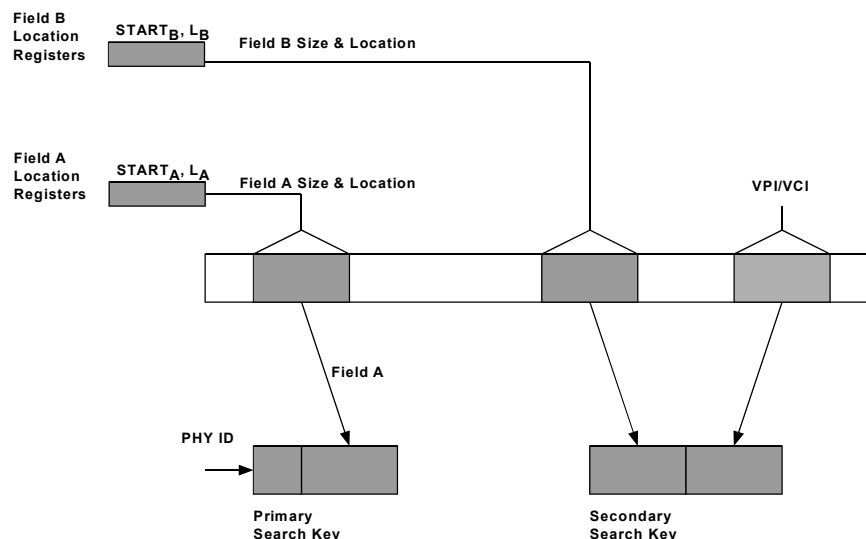 Field B
Location
Registers
START_B, L_B
Field B Size & Location
Field A
Location
Registers
START_A, L_A
Field A Size & Location
VPI/VCI
Field A
PHY ID
Primary
Search Key
Secondary
Search Key